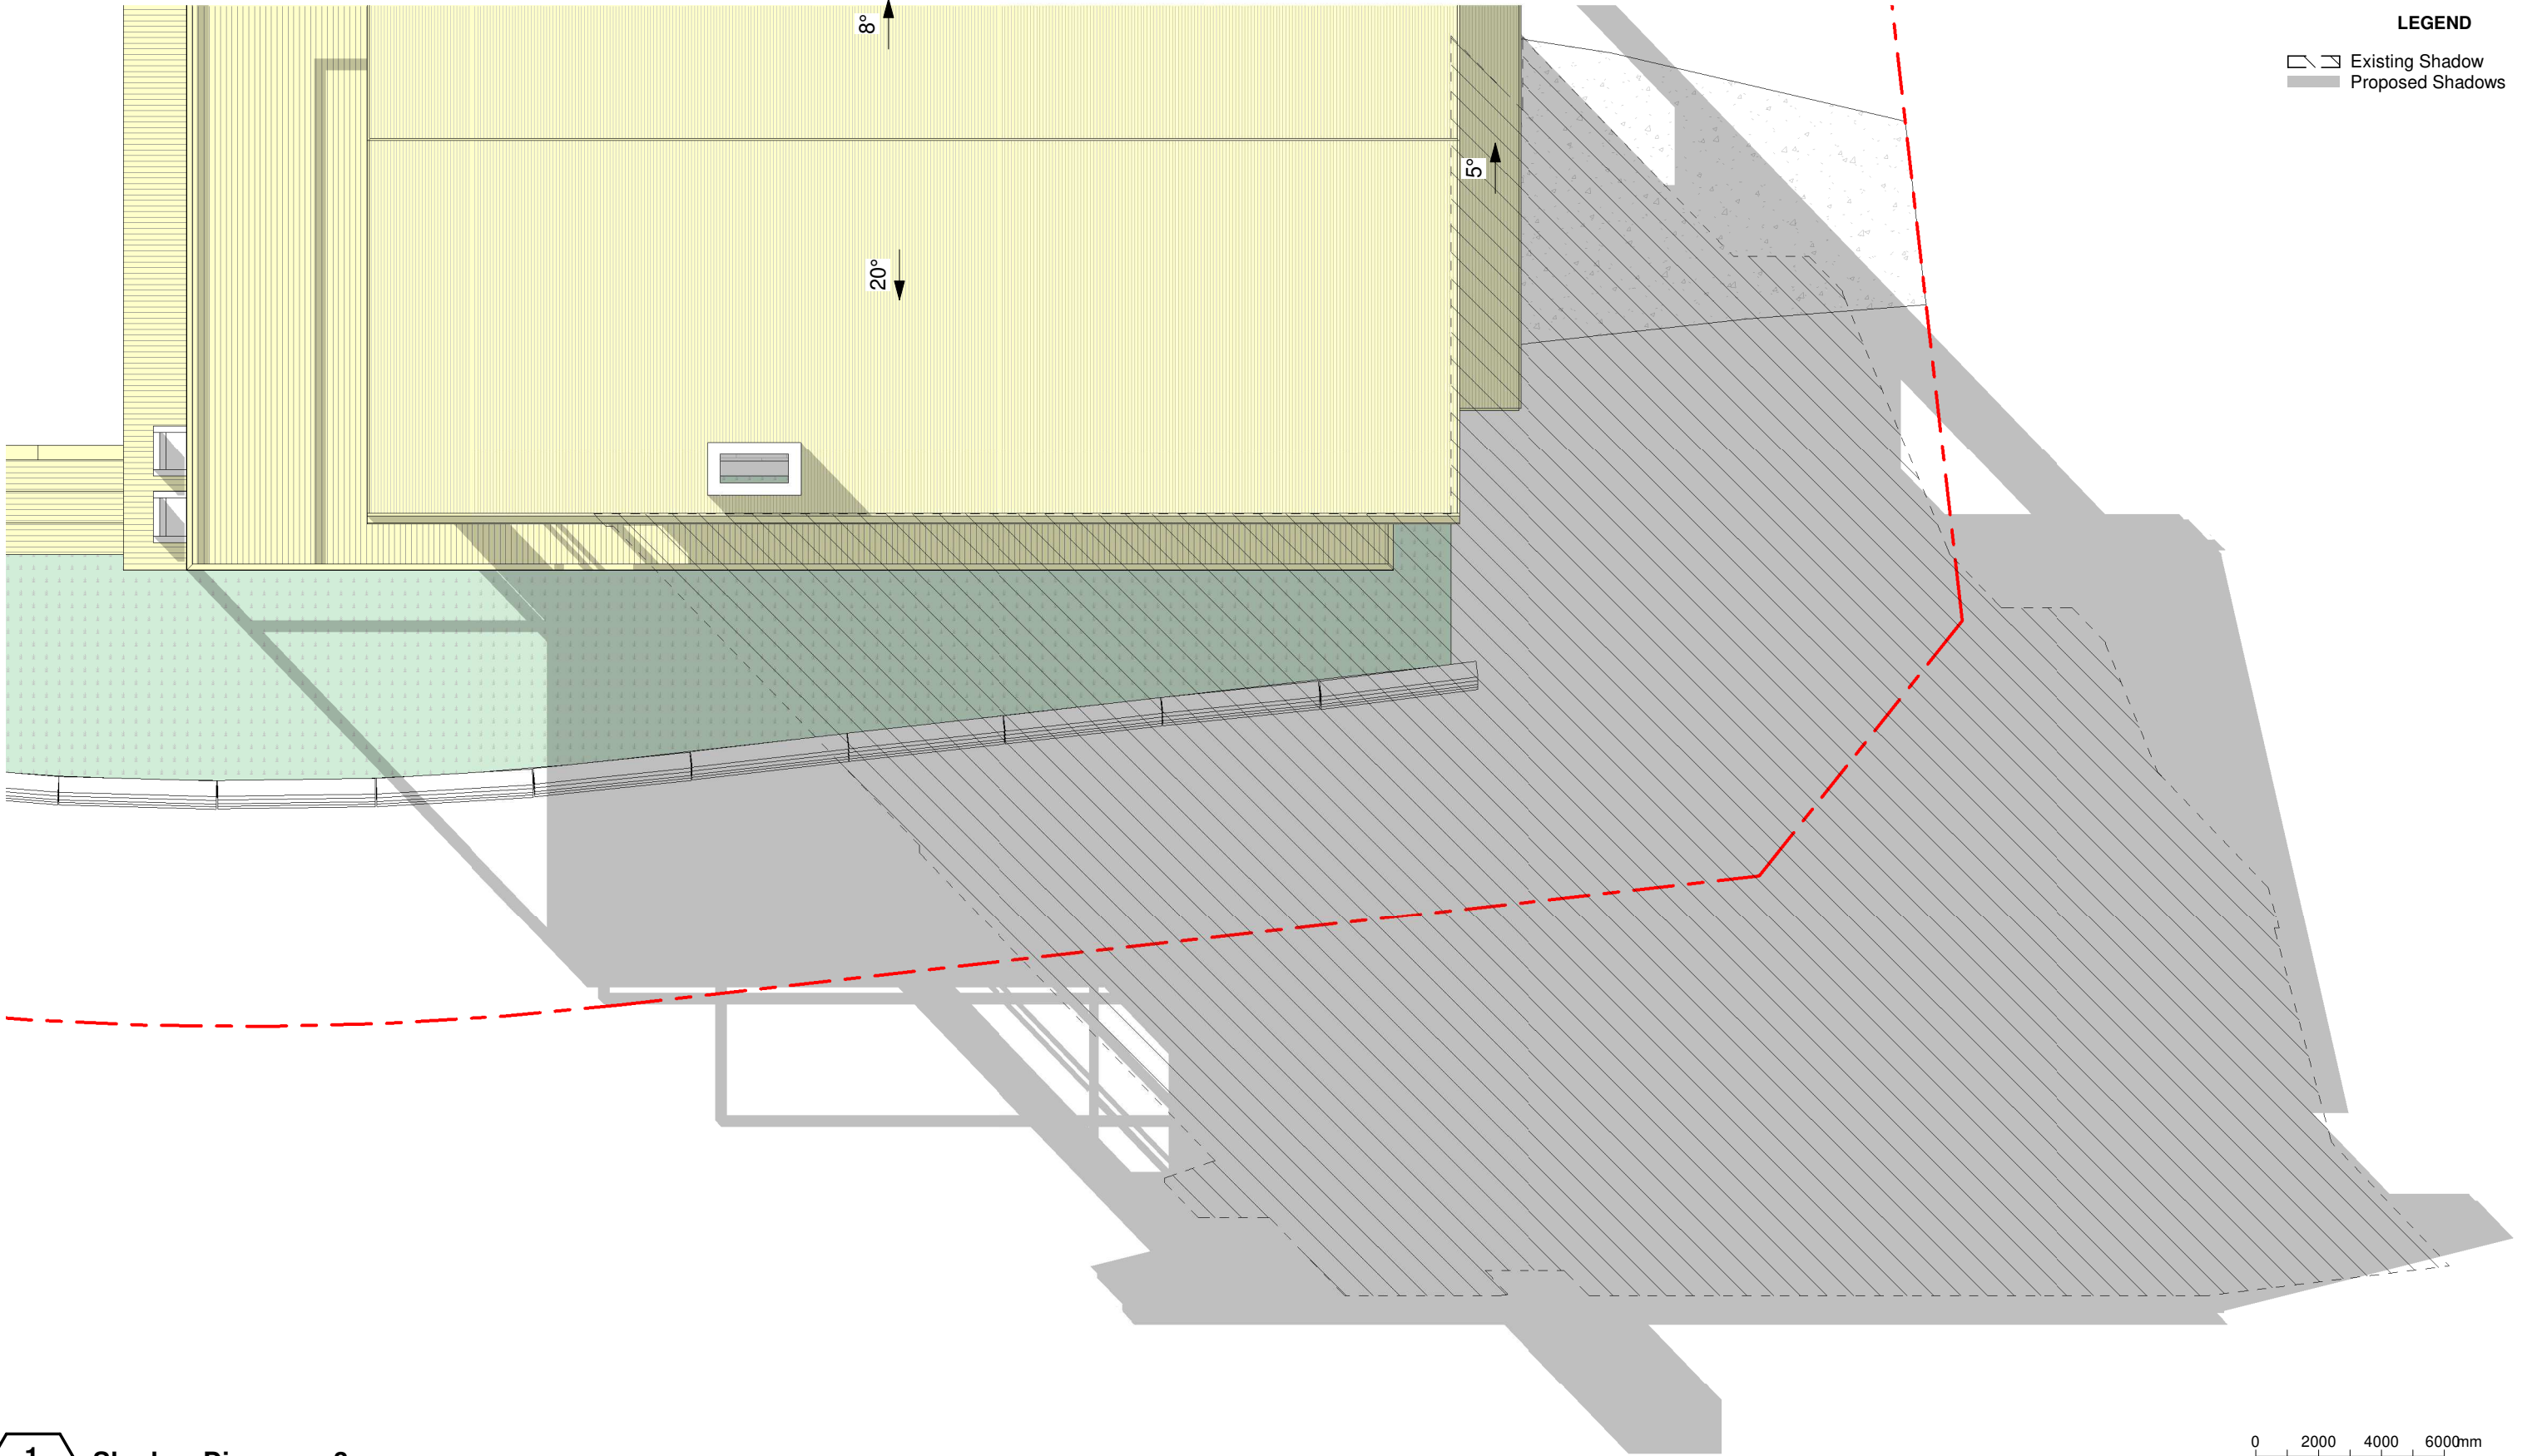 LEGEND
Existing Shadow
Proposed Shadows
8°
5°
20°
1
0 2000 4000 6000mm